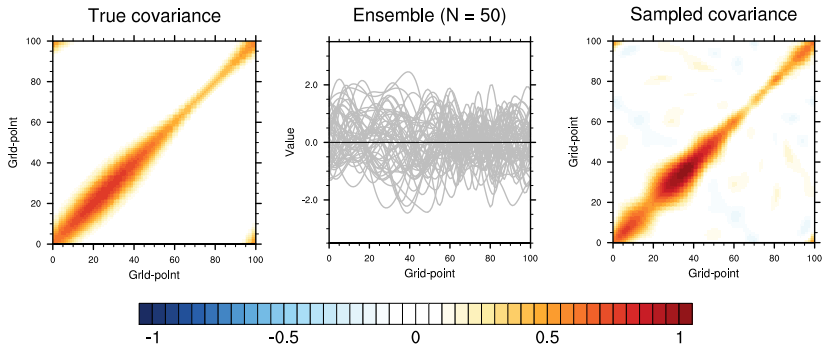 True covariance
Ensemble (N = 50)
Sampled covariance
100
80
60
40
20
0
Grid-point
0 20 40 60 80 100
Grid-point
2.0
0.0
-2.0
Value
0 20 40 60 80 100
Grid-point
100
80
60
40
20
0
Grid-point
0 20 40 60 80 100
Grid-point
-1 -0.5 0 0.5 1